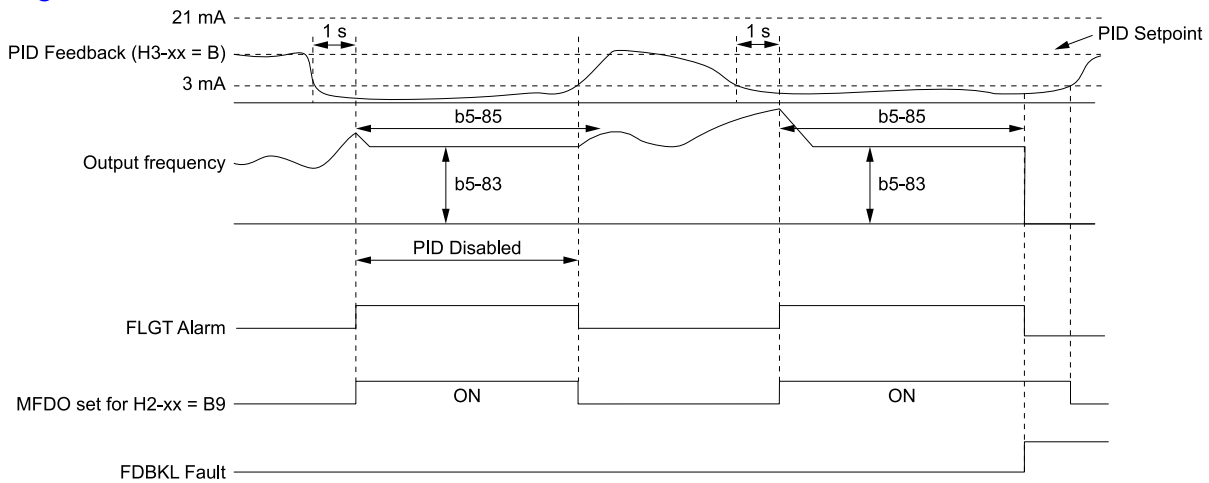 21 mA
1 s
1 s
PID Setpoint
PID Feedback (H3-xx = B)
3 mA
b5-85
b5-85
Output frequency
b5-83
b5-83
PID Disabled
FLGT Alarm
MFDO set for H2-xx = B9
ON
ON
FDBKL Fault